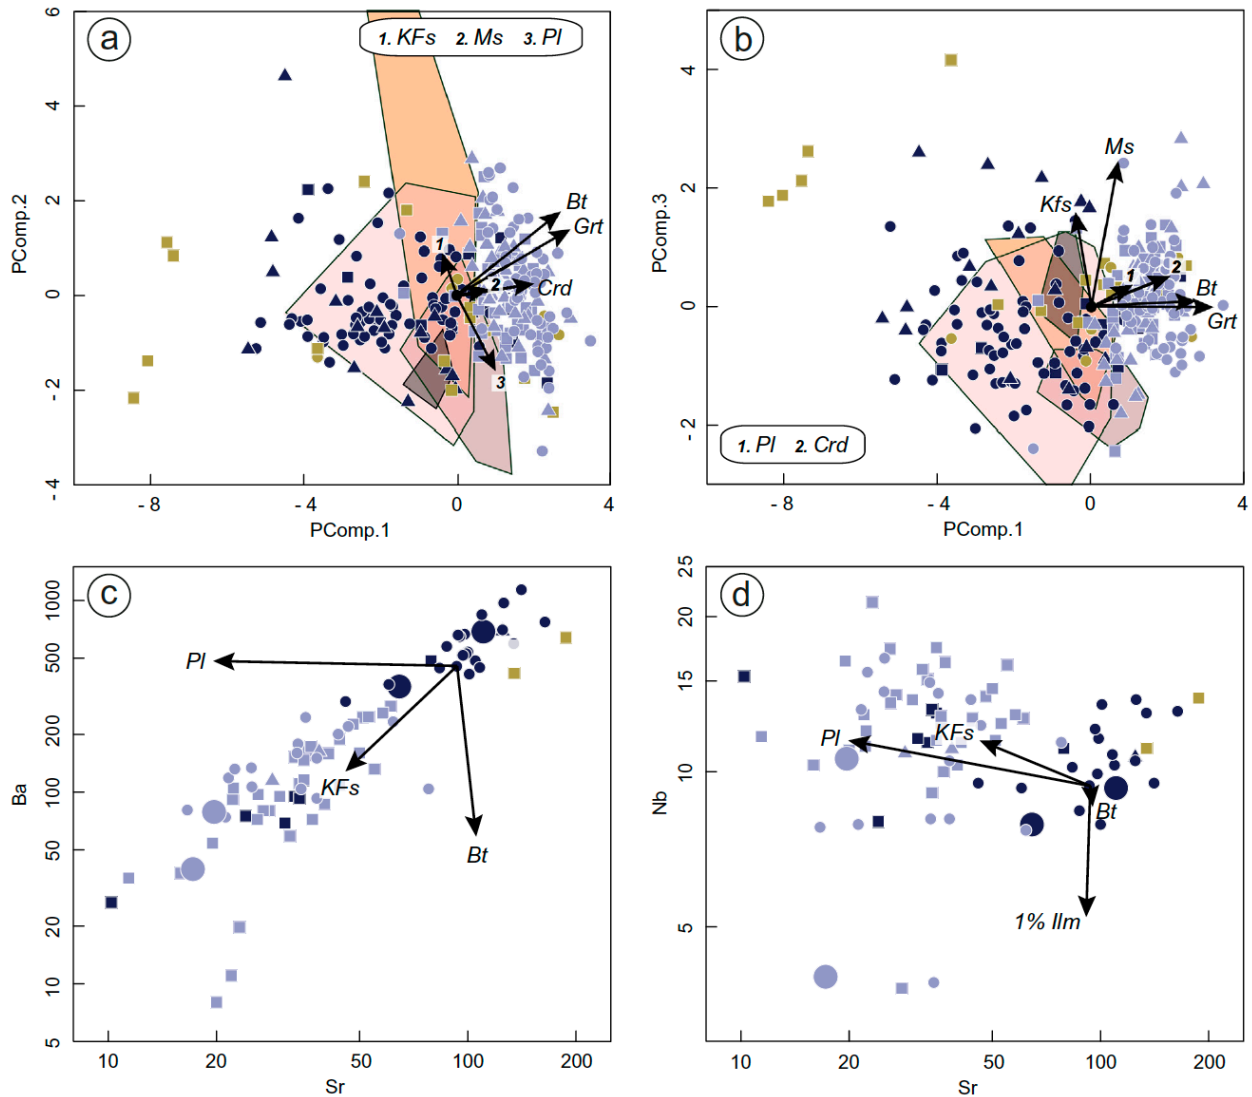 a
1. KFs 2. Ms 3. Pl
6
4
2
0
- 2
- 4
PComp.2
1
2
3
Bt
Grt
Crd
- 8
- 4
0
4
PComp.1
b
4
2
0
- 2
PComp.3
Ms
Kfs
1
2
Bt
Grt
1. Pl 2. Crd
- 8
- 4
0
4
PComp.1
c
1000
500
200
100
50
20
10
5
Ba
Pl
KFs
Bt
10
20
50
100
200
Sr
d
25
20
15
10
5
Nb
Pl
KFs
Bt
1% Ilm
10
20
50
100
200
Sr